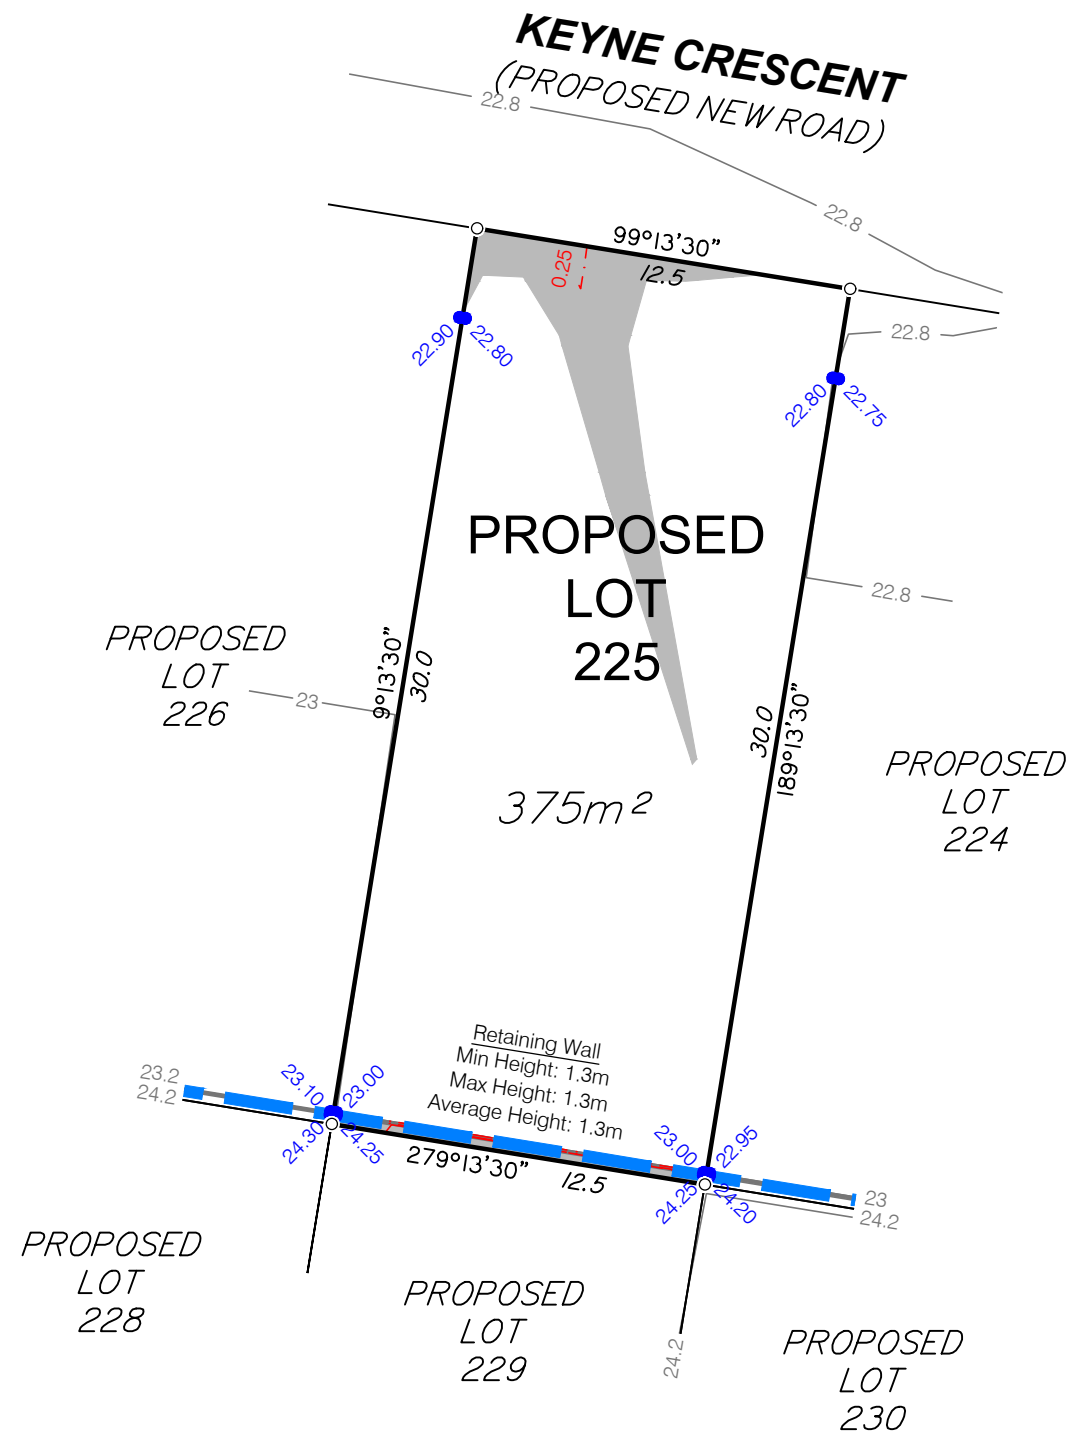 KEYNE CRESCENT
(PROPOSED NEW ROAD)
22.8
22.8
99°13'30"
12.5
0.25
22.8
22.90
22.80
22.80
22.75
PROPOSED
LOT
225
22.8
PROPOSED
LOT
226
23
9°13'30"
30.0
30.0
189°13'30"
PROPOSED
LOT
224
375m²
Retaining Wall
Min Height: 1.3m
Max Height: 1.3m
Average Height: 1.3m
23.2
24.2
23.10
23.00
24.30
24.25
279°13'30"
12.5
23.00
22.95
24.25
24.20
23
24.2
PROPOSED
LOT
228
PROPOSED
LOT
229
24.2
PROPOSED
LOT
230